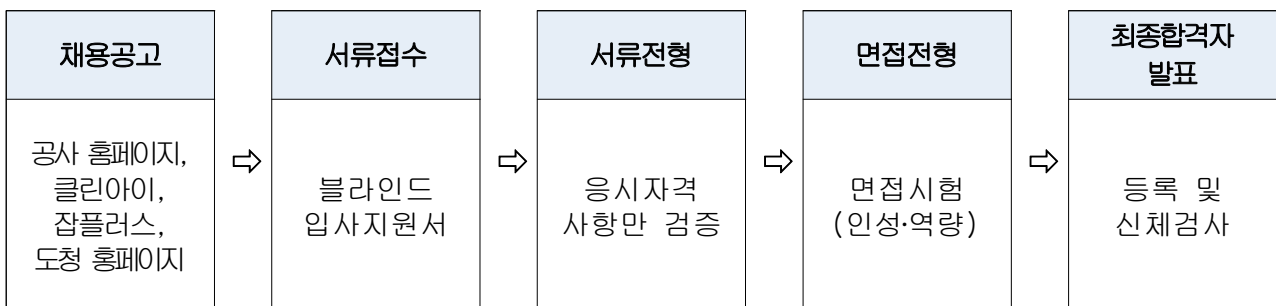 채용공고
공사 홈페이지,
클린아이,
잡플러스,
도청 홈페이지
⇨
서류접수
블라인드
입사지원서
⇨
서류전형
응시자격
사항만 검증
⇨
면접전형
면접시험
(인성·역량)
⇨
최종합격자
발표
등록 및
신체검사